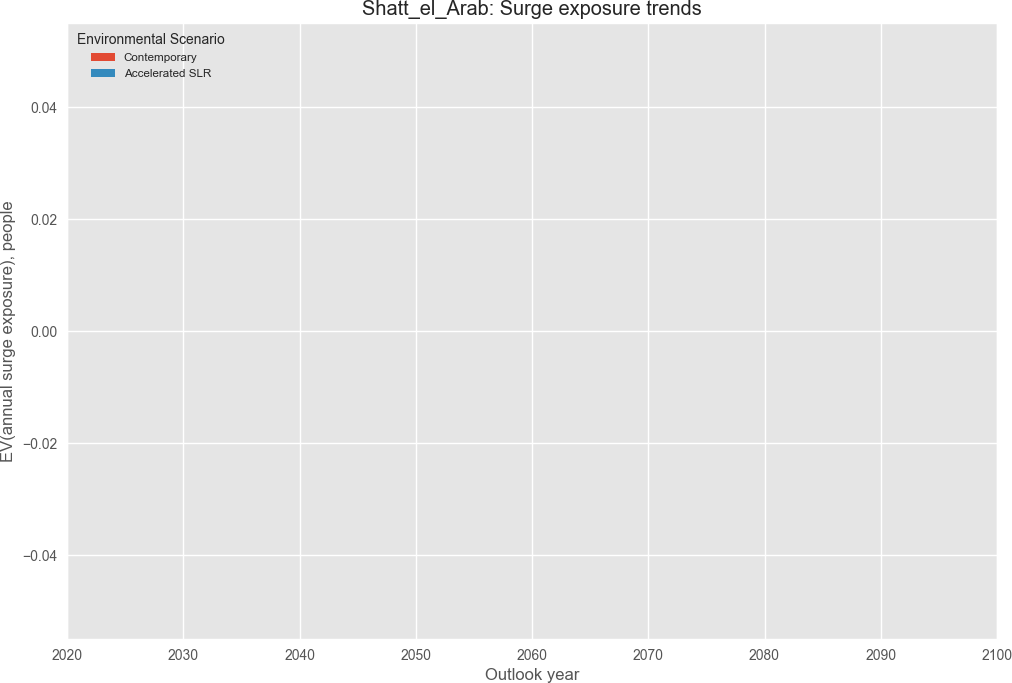 Shatt_el_Arab: Surge exposure trends
Environmental Scenario
Contemporary
Accelerated SLR
EV(annual surge exposure), people
0.04
0.02
0.00
−0.02
−0.04
2020 2030 2040 2050 2060 2070 2080 2090 2100
Outlook year